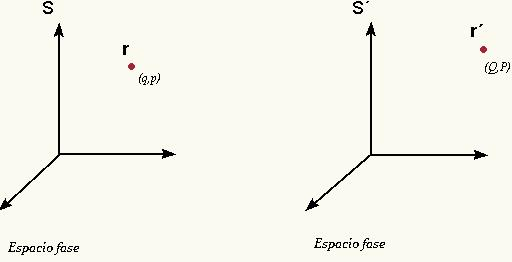 S
r
(q,p)
Espacio fase
S´
r´
(Q,P)
Espacio fase